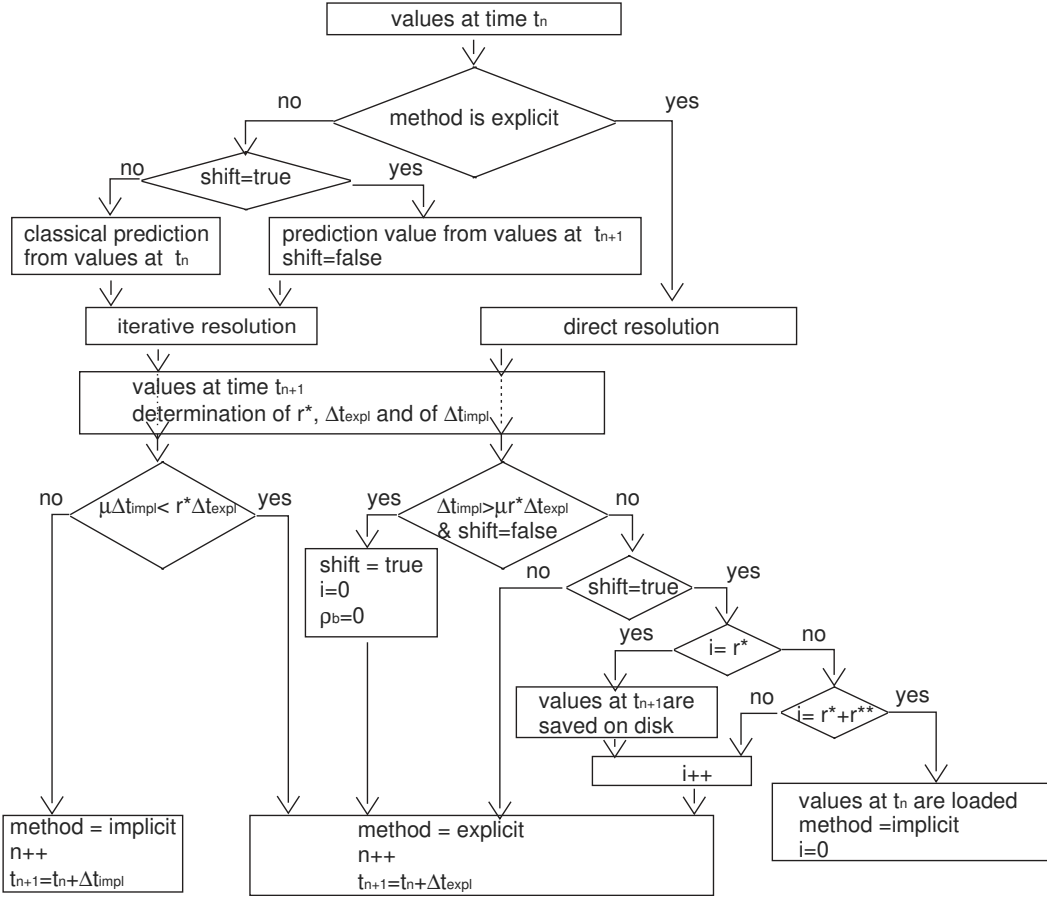 values at time tn
no
yes
method is explicit
no
shift=true
yes
classical prediction
from values at tn
prediction value from values at tn+1
shift=false
iterative resolution
direct resolution
values at time tn+1
determination of r*, Δtexpl and of Δtimpl
no
μΔtimpl< r*Δtexpl
yes
yes
Δtimpl>μr*Δtexpl
& shift=false
no
shift = true
i=0
ρb=0
no
shift=true
yes
yes
i= r*
no
values at tn+1are
saved on disk
no
i= r*+r**
yes
i++
values at tn are loaded
method =implicit
i=0
method = implicit
n++
tn+1=tn+Δtimpl
method = explicit
n++
tn+1=tn+Δtexpl